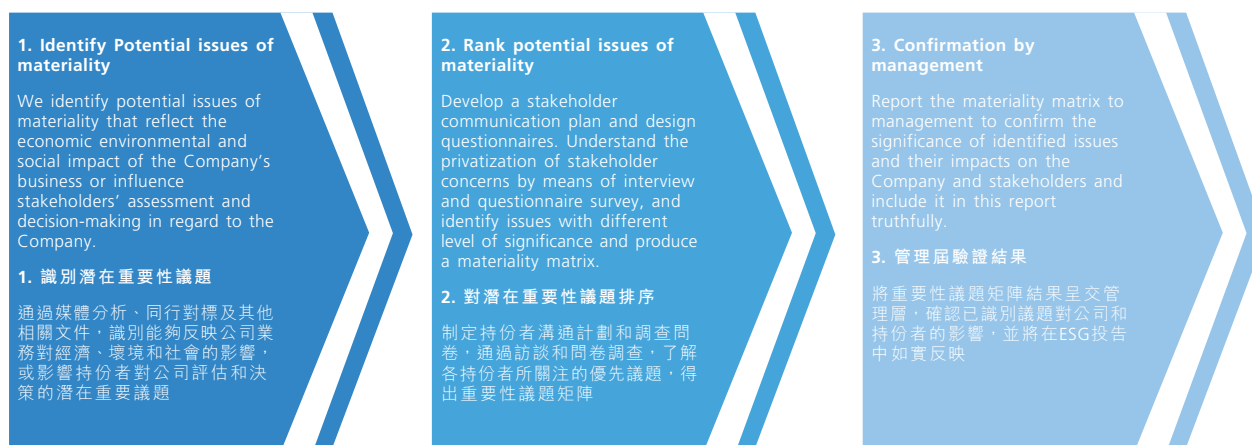 1. Identify Potential issues of
materiality
We identify potential issues of
materiality that reflect the
economic environmental and
social impact of the Company's
business or influence
stakeholders' assessment and
decision-making in regard to the
Company.
1. 識別潛在重要性議題
通過媒體分析、同行對標及其他
相關文件，識別能夠反映公司業
務對經濟、壞境和社會的影響，
或影響持份者對公司評估和決
策的潛在重要議題
2. Rank potential issues of
materiality
Develop a stakeholder
communication plan and design
questionnaires. Understand the
privatization of stakeholder
concerns by means of interview
and questionnaire survey, and
identify issues with different
level of significance and produce
a materiality matrix.
2. 對潛在重要性議題排序
制定持份者溝通計劃和調查問
卷，通過訪談和問卷調查，了解
各持份者所關注的優先議題，得
出重要性議題矩陣
3. Confirmation by
management
Report the materiality matrix to
management to confirm the
significance of identified issues
and their impacts on the
Company and stakeholders and
include it in this report
truthfully.
3. 管理屆驗證結果
將重要性議題矩陣結果呈交管
理層，確認已識別議題對公司和
持份者的影響，並將在ESG投告
中如實反映